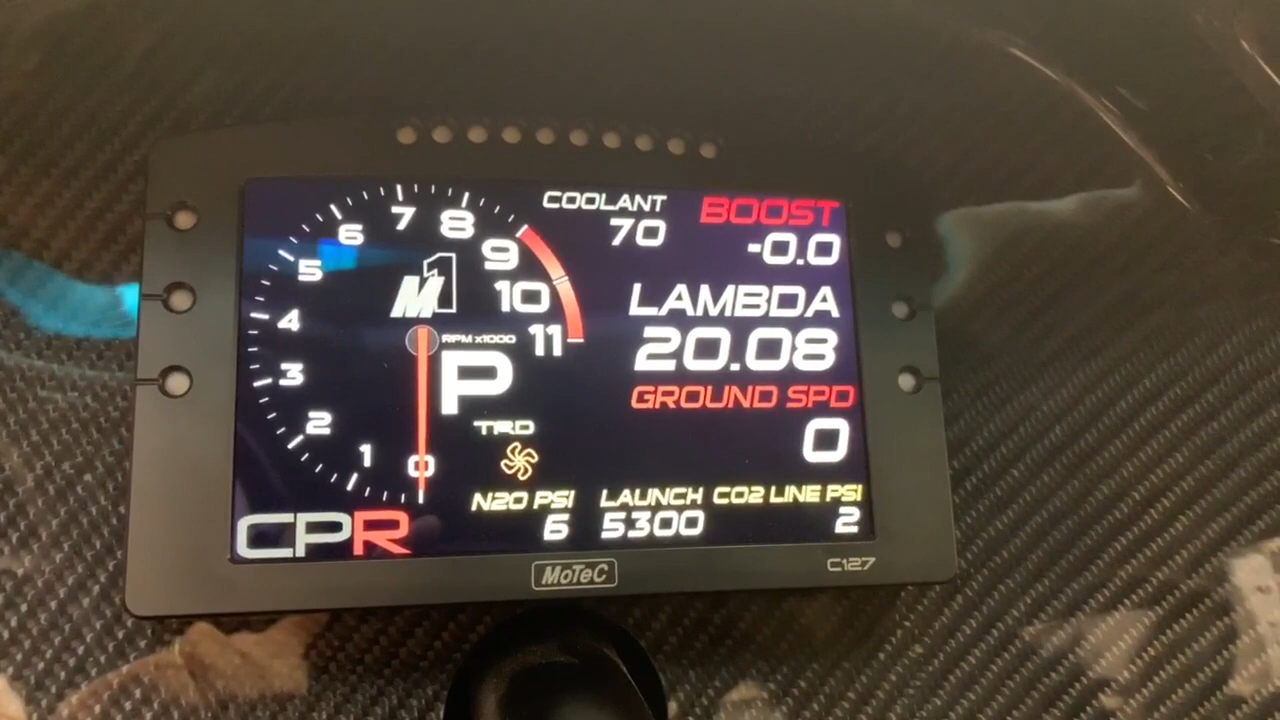 COOLANT
70
BOOST
-0.0
LAMBDA
20.08
GROUND SPD
0
0
1
2
3
4
5
6
7
8
9
10
11
M1
RPM x1000
P
TRD
N2O PSI
6
LAUNCH
5300
CO2 LINE PSI
2
CPR
MoTeC
C127